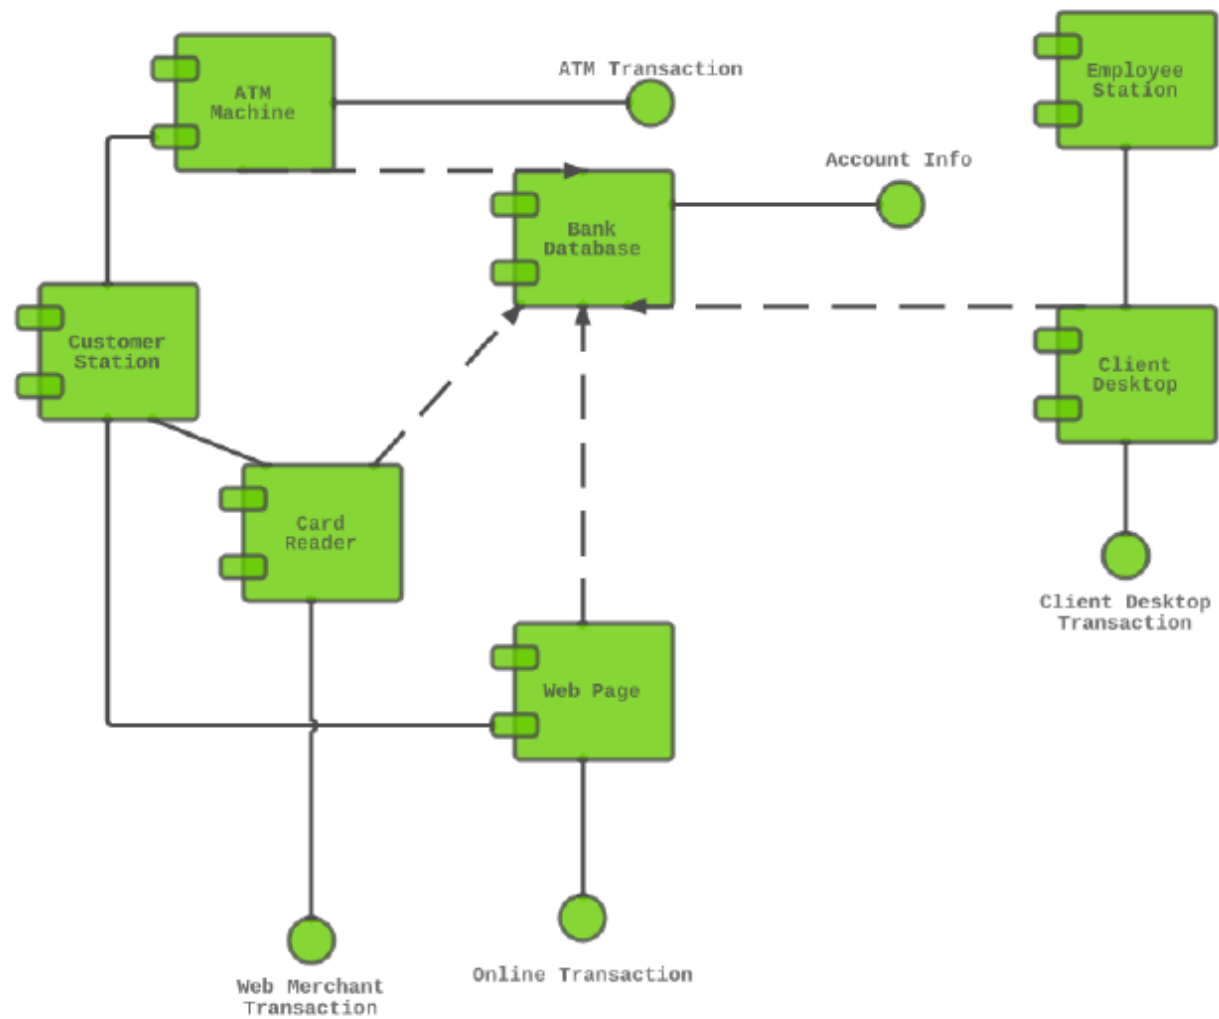 ATM Transaction
Employee
Station
ATM
Machine
Account Info
Bank
Database
Customer
Station
Client
Desktop
Card
Reader
Client Desktop
Transaction
Web Page
Online Transaction
Web Merchant
Transaction